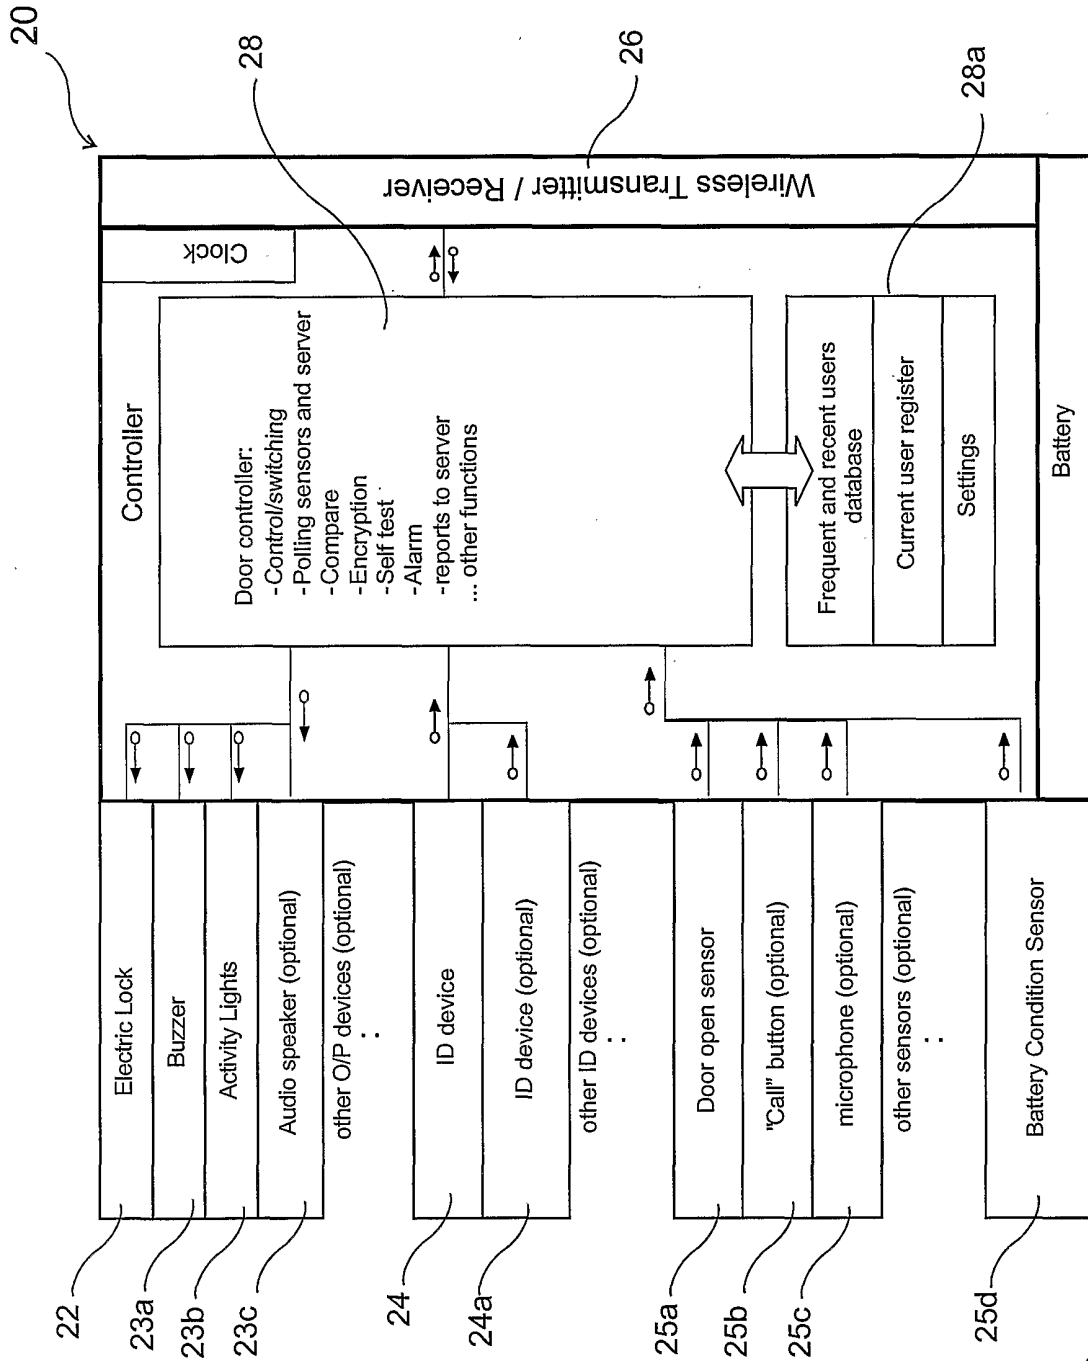 20
28
26
28a
Wireless Transmitter / Receiver
Clock
Controller
Door controller:
-Control/switching
-Polling sensors and server
-Compare
-Encryption
-Self test
-Alarm
-reports to server
... other functions
Frequent and recent users
database
Current user register
Settings
Battery
Electric Lock
Buzzer
Activity Lights
Audio speaker (optional)
other O/P devices (optional)
:
ID device
ID device (optional)
other ID devices (optional)
:
Door open sensor
"Call" button (optional)
microphone (optional)
other sensors (optional)
:
Battery Condition Sensor
22
23a
23b
23c
24
24a
25a
25b
25c
25d